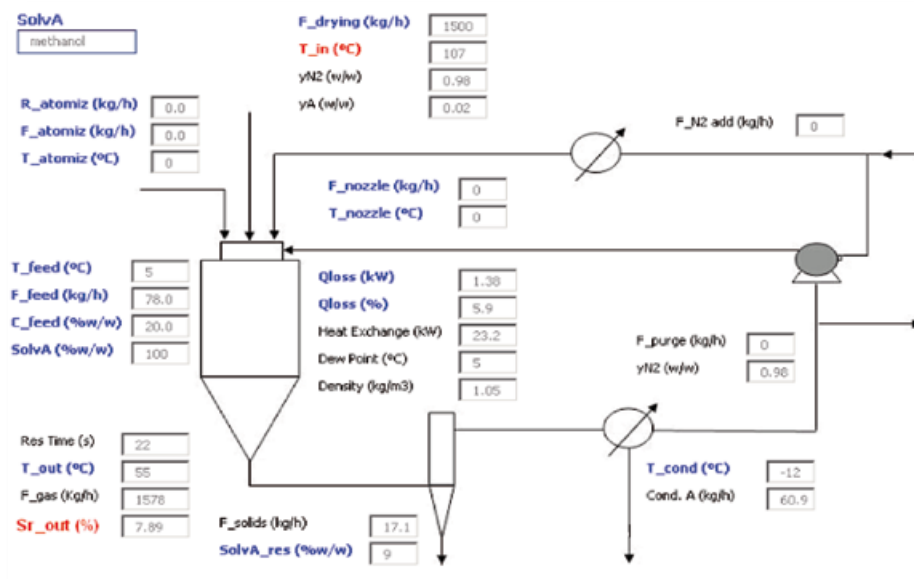 SolvA
methanol
F_drying (kg/h) 1500
T_in (ºC) 107
yN2 (w/w) 0.98
yA (w/w) 0.02
R_atomiz (kg/h) 0.0
F_atomiz (kg/h) 0.0
T_atomiz (ºC) 0
F_N2 add (kg/h) 0
F_nozzle (kg/h) 0
T_nozzle (ºC) 0
T_feed (ºC) 5
F_feed (kg/h) 78.0
C_feed (%w/w) 20.0
SolvA (%w/w) 100
Qloss (kW) 1.38
Qloss (%) 5.9
Heat Exchange (kW) 23.2
Dew Point (ºC) 5
Density (kg/m3) 1.05
F_purge (kg/h) 0
yN2 (w/w) 0.98
Res Time (s) 22
T_out (ºC) 55
F_gas (Kg/h) 1578
Sr_out (%) 7.89
F_solids (kg/h) 17.1
SolvA_res (%w/w) 9
T_cond (ºC) -12
Cond. A (kg/h) 60.9